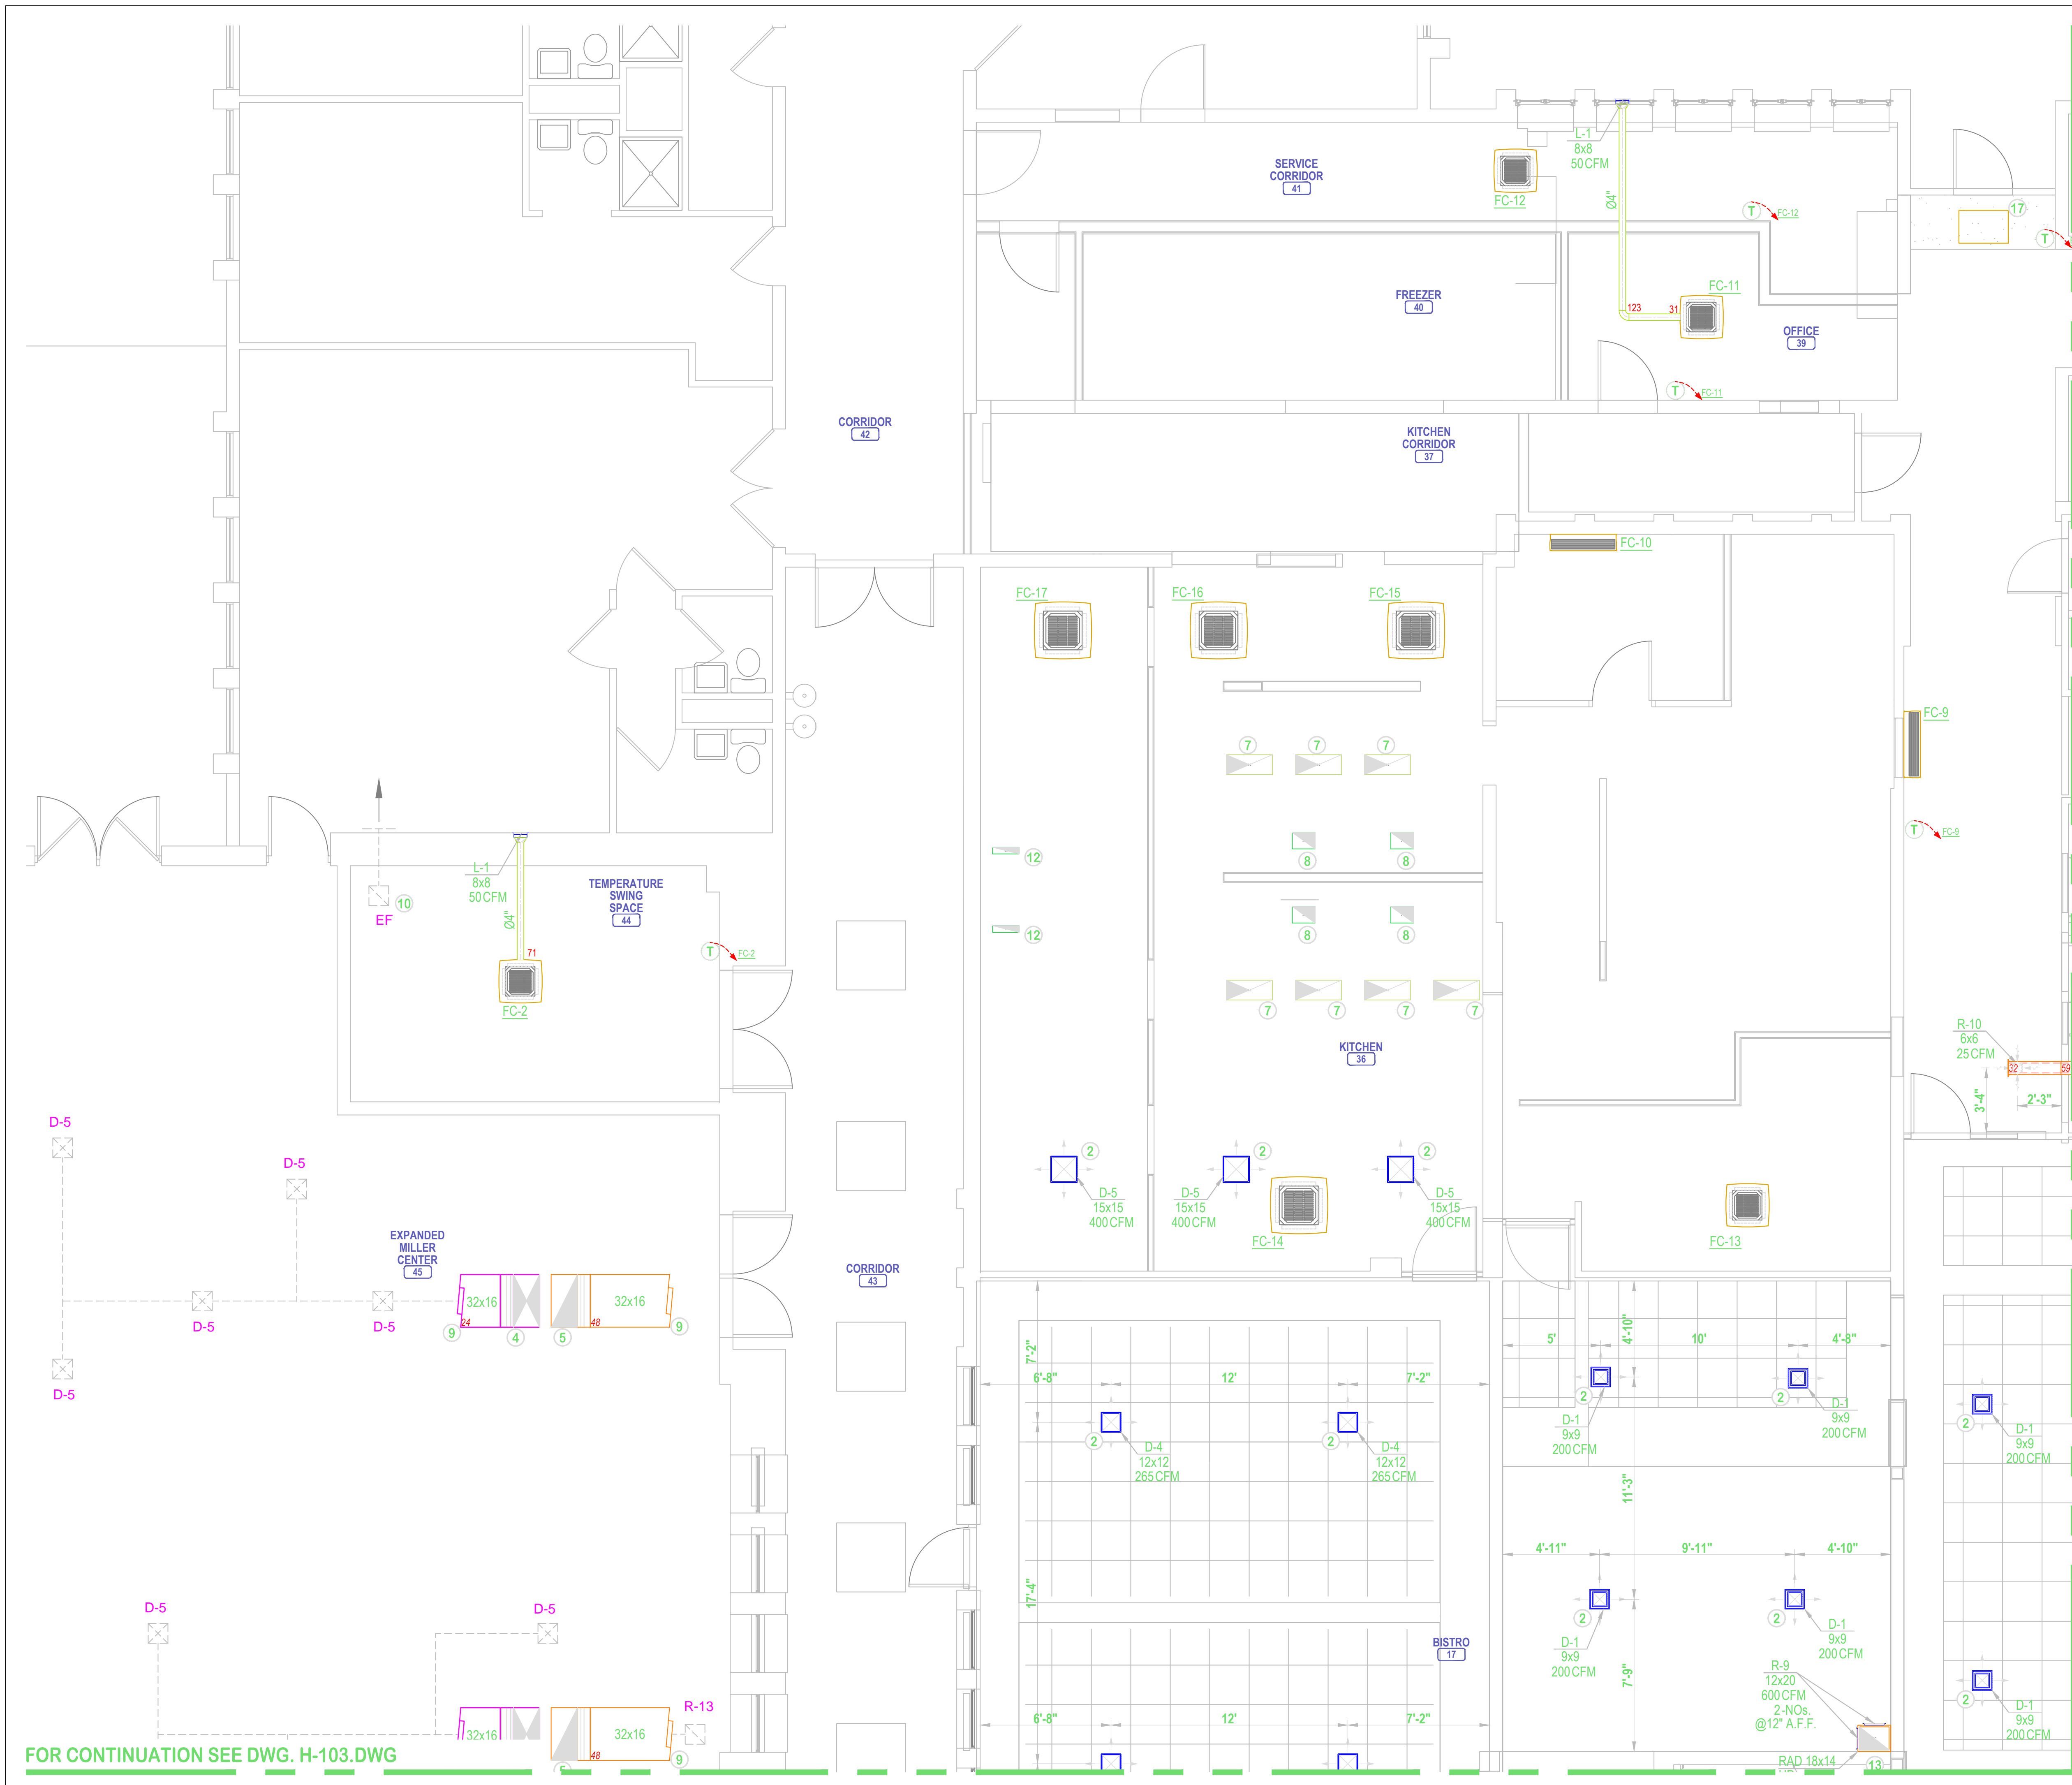 L-1
8x8
50 CFM
SERVICE
CORRIDOR
41
FC-12
Ø4"
T
FC-12
17
T
FREEZER
40
FC-11
123
31
OFFICE
39
T
FC-11
CORRIDOR
42
KITCHEN
CORRIDOR
37
FC-10
FC-17
FC-16
FC-15
FC-9
7
7
7
T
FC-9
12
8
8
L-1
8x8
50 CFM
TEMPERATURE
SWING
SPACE
44
10
EF
Ø4"
71
T
FC-2
12
8
8
FC-2
7
7
7
7
KITCHEN
36
R-10
6x6
25 CFM
32
59
3'-4"
2'-3"
D-5
D-5
2
D-5
15x15
400 CFM
2
D-5
15x15
400 CFM
2
D-5
15x15
400 CFM
FC-14
FC-13
EXPANDED
MILLER
CENTER
45
CORRIDOR
43
32x16
24
32x16
48
9
4
5
9
D-5
D-5
D-5
7'-2"
6'-8"
12'
7'-2"
5'
4'-10"
10'
4'-8"
2
D-4
12x12
265 CFM
2
D-4
12x12
265 CFM
2
D-1
9x9
200 CFM
2
D-1
9x9
200 CFM
2
D-1
9x9
200 CFM
11'-3"
4'-11"
9'-11"
4'-10"
17'-4"
D-5
D-5
2
D-1
9x9
200 CFM
2
D-1
9x9
200 CFM
BISTRO
17
7'-9"
R-9
12x20
600 CFM
2-NOs.
@12" A.F.F.
2
D-1
9x9
200 CFM
R-13
32x16
32x16
48
9
6'-8"
12'
7'-2"
RAD 18x14
13
FOR CONTINUATION SEE DWG. H-103.DWG